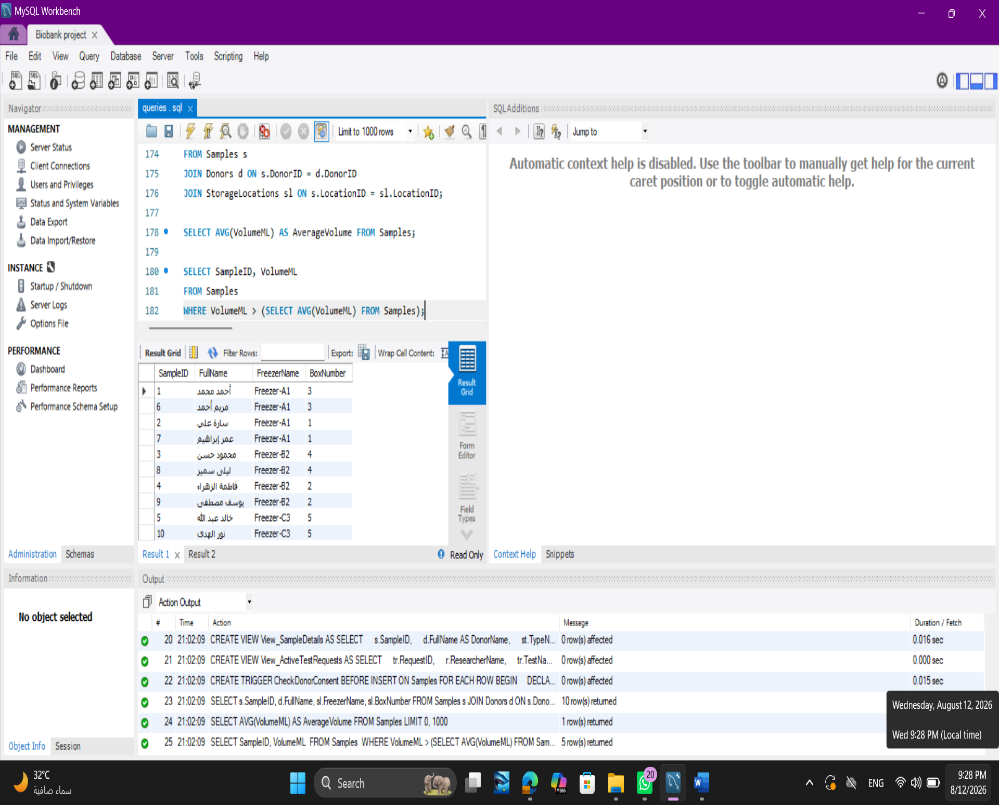 MySQL Workbench
Biobank project
File Edit View Query Database Server Tools Scripting Help
Navigator
MANAGEMENT
Server Status
Client Connections
Users and Privileges
Status and System Variables
Data Export
Data Import/Restore
INSTANCE
Startup / Shutdown
Server Logs
Options File
PERFORMANCE
Dashboard
Performance Reports
Performance Schema Setup
Administration Schemas
Information
No object selected
Object Info Session
queries . sql
Limit to 1000 rows
174 FROM Samples s
175 JOIN Donors d ON s.DonorID = d.DonorID
176 JOIN StorageLocations sl ON s.LocationID = sl.LocationID;
177
178 SELECT AVG(VolumeML) AS AverageVolume FROM Samples;
179
180 SELECT SampleID, VolumeML
181 FROM Samples
182 WHERE VolumeML > (SELECT AVG(VolumeML) FROM Samples);
Result Grid Filter Rows: Export: Wrap Cell Content:
SampleID FullName FreezerName BoxNumber
1 أحمد محمد Freezer-A1 3
6 مريم أحمد Freezer-A1 3
2 سارة علي Freezer-A1 1
7 عمر إبراهيم Freezer-A1 1
3 محمود حسن Freezer-B2 4
8 ليلى سمير Freezer-B2 4
4 فاطمة الزهراء Freezer-B2 2
9 يوسف مصطفى Freezer-B2 2
5 خالد عبد الله Freezer-C3 5
10 نور الهدى Freezer-C3 5
Result Grid
Form Editor
Field Types
Result 1 Result 2 Read Only
SQLAdditions
Jump to
Automatic context help is disabled. Use the toolbar to manually get help for the current
caret position or to toggle automatic help.
Context Help Snippets
Output
Action Output
# Time Action Message Duration / Fetch
20 21:02:09 CREATE VIEW View_SampleDetails AS SELECT s.SampleID, d.FullName AS DonorName, st.TypeN... 0 row(s) affected 0.016 sec
21 21:02:09 CREATE VIEW View_ActiveTestRequests AS SELECT tr.RequestID, r.ResearcherName, tr.TestNa... 0 row(s) affected 0.000 sec
22 21:02:09 CREATE TRIGGER CheckDonorConsent BEFORE INSERT ON Samples FOR EACH ROW BEGIN DECLA... 0 row(s) affected 0.015 sec
23 21:02:09 SELECT s.SampleID, d.FullName, sl.FreezerName, sl.BoxNumber FROM Samples s JOIN Donors d ON s.Dono... 10 row(s) returned
24 21:02:09 SELECT AVG(VolumeML) AS AverageVolume FROM Samples LIMIT 0, 1000 1 row(s) returned
25 21:02:09 SELECT SampleID, VolumeML FROM Samples WHERE VolumeML > (SELECT AVG(VolumeML) FROM Sam... 5 row(s) returned
Wednesday, August 12, 2026
Wed 9:28 PM (Local time)
32°C
سماء صافية
Search
20
ENG
9:28 PM
8/12/2026